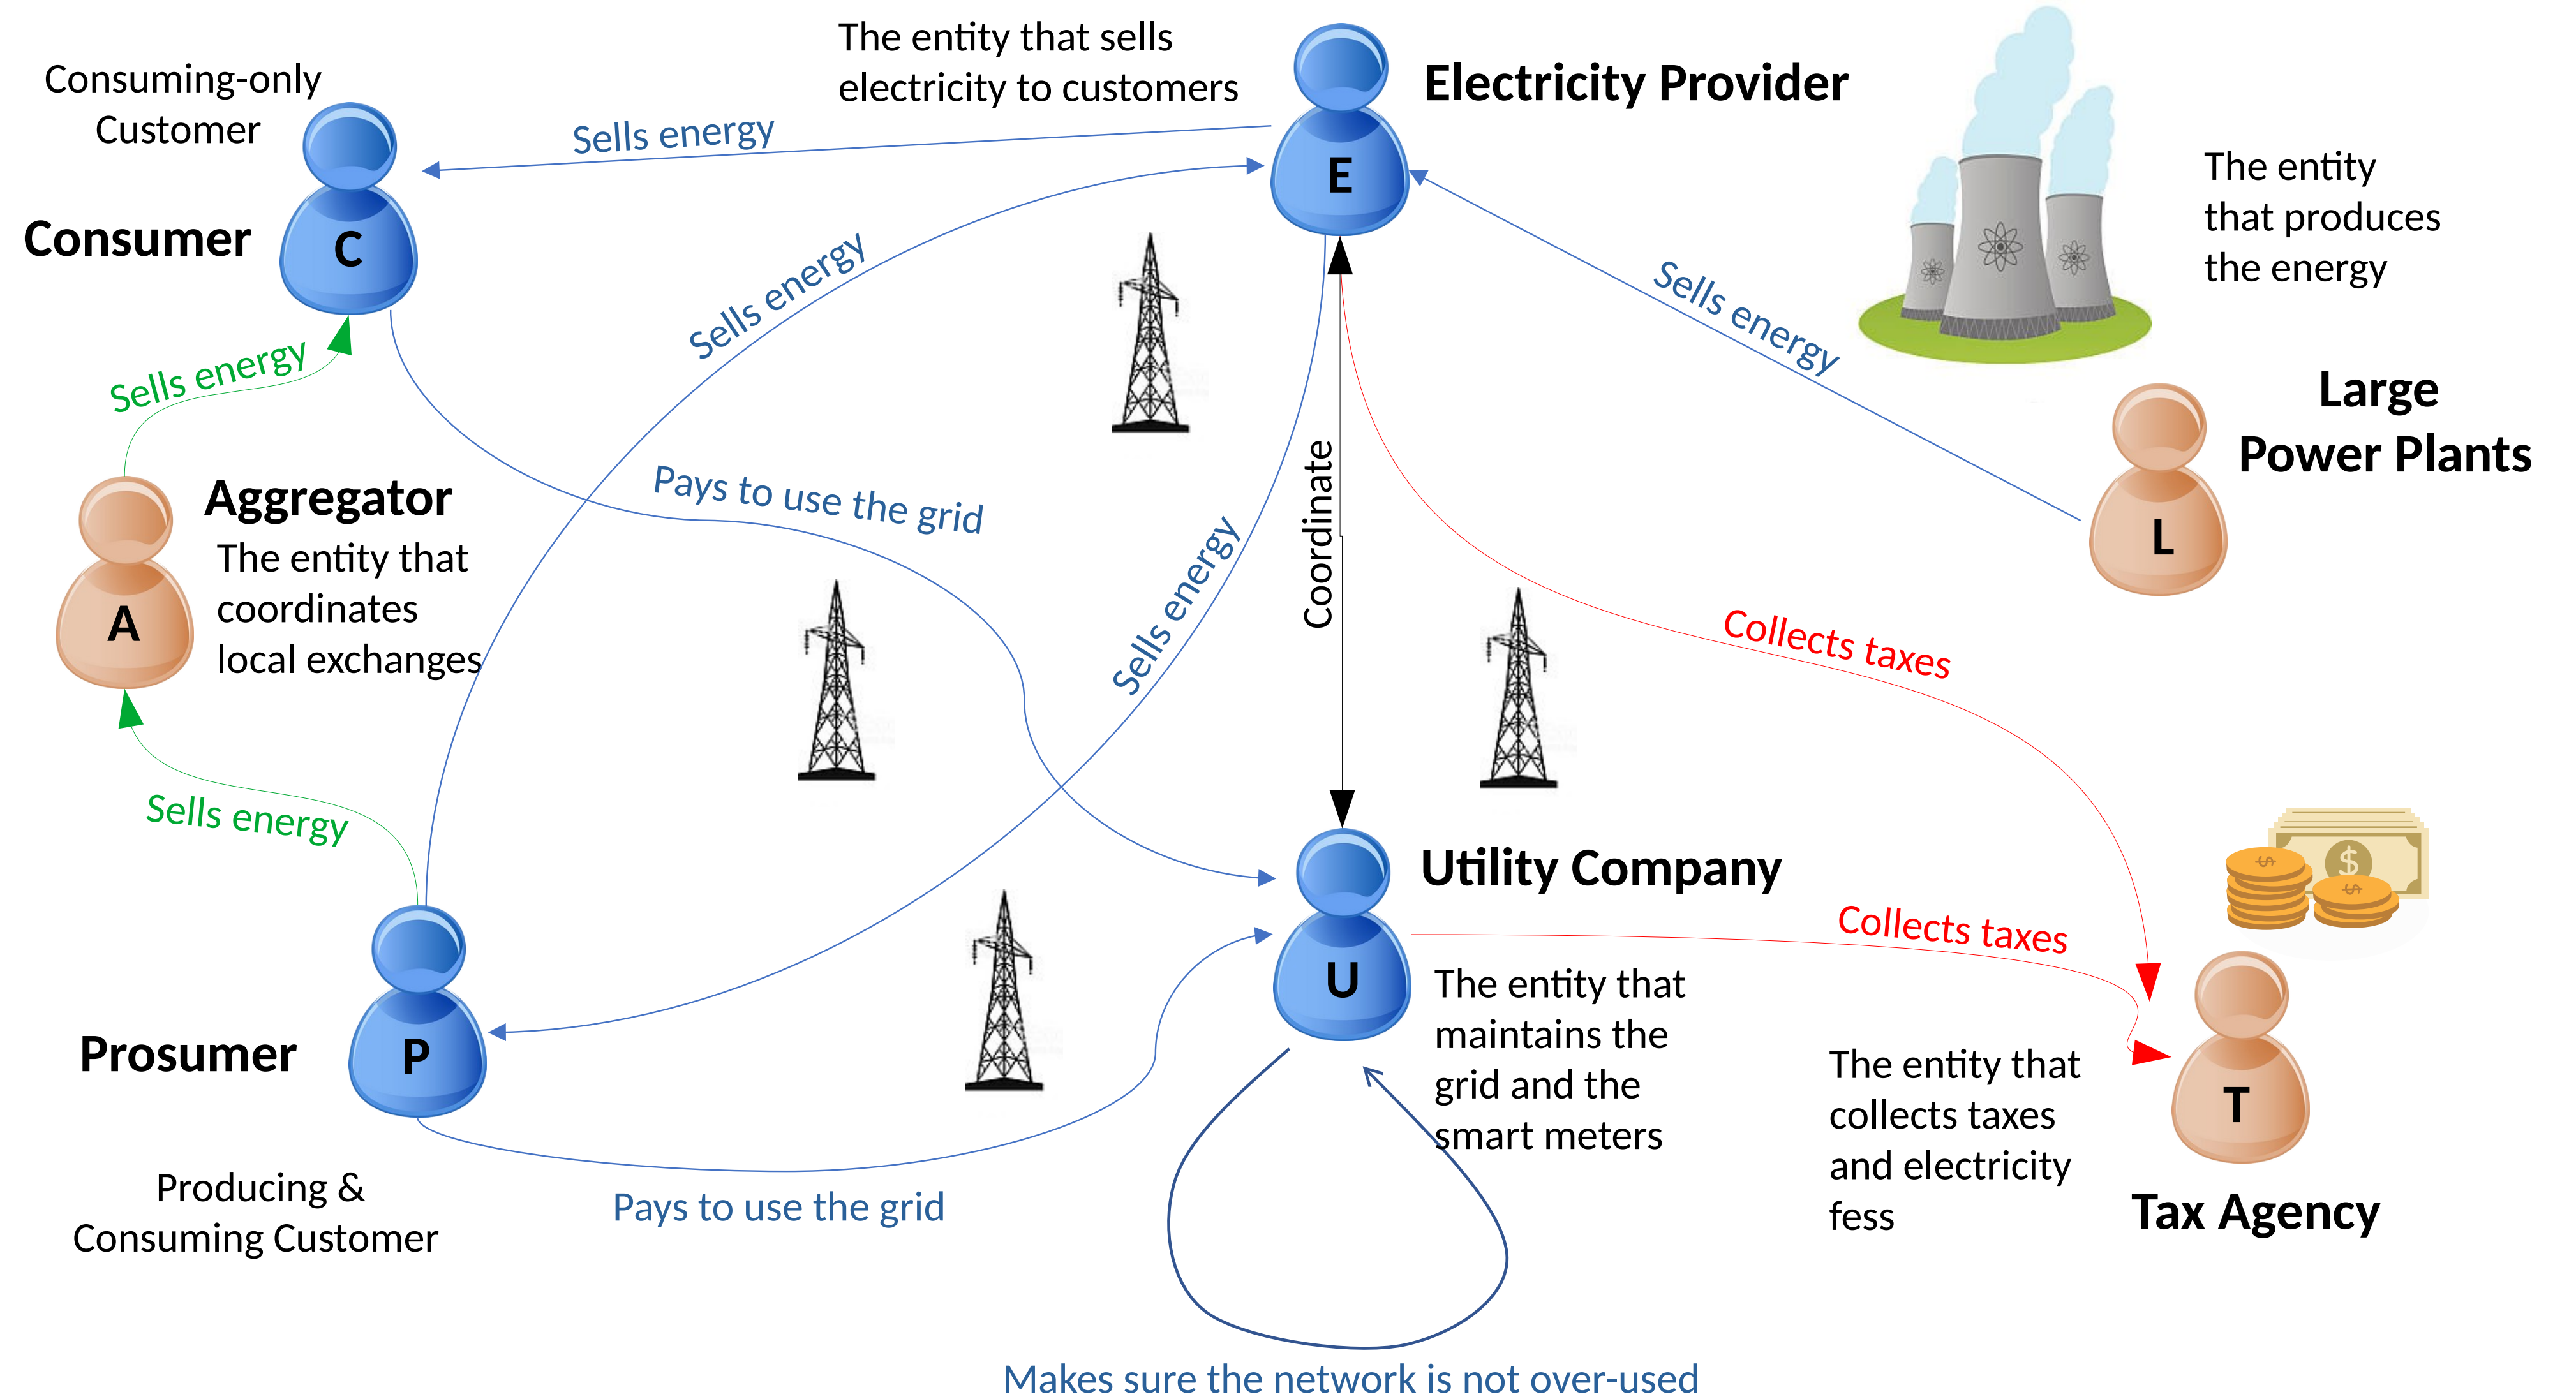 The entity that sells
electricity to customers
Electricity Provider
Consuming-only
Customer
Sells energy
E
The entity
that produces
the energy
Consumer
C
Sells energy
Sells energy
Sells energy
Large
Power Plants
L
Aggregator
The entity that
coordinates
local exchanges
A
Pays to use the grid
Coordinate
Sells energy
Collects taxes
Sells energy
Utility Company
U
The entity that
maintains the
grid and the
smart meters
Collects taxes
Prosumer
P
The entity that
collects taxes
and electricity
fess
T
Tax Agency
Producing &
Consuming Customer
Pays to use the grid
Makes sure the network is not over-used